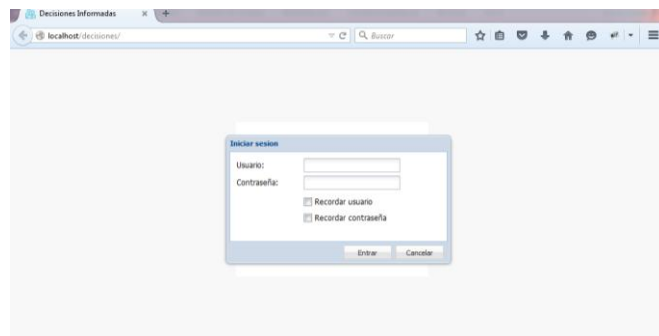 Decisiones Informadas
localhost/decisiones/
Buscar
Iniciar sesion
Usuario:
Contraseña:
Recordar usuario
Recordar contraseña
Entrar Cancelar